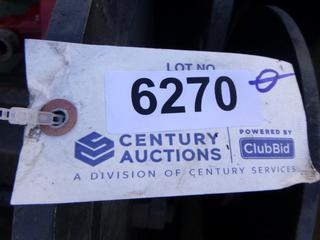 LOT NO.
6270
CENTURY
AUCTIONS
POWERED BY
ClubBid
A DIVISION OF CENTURY SERVICES